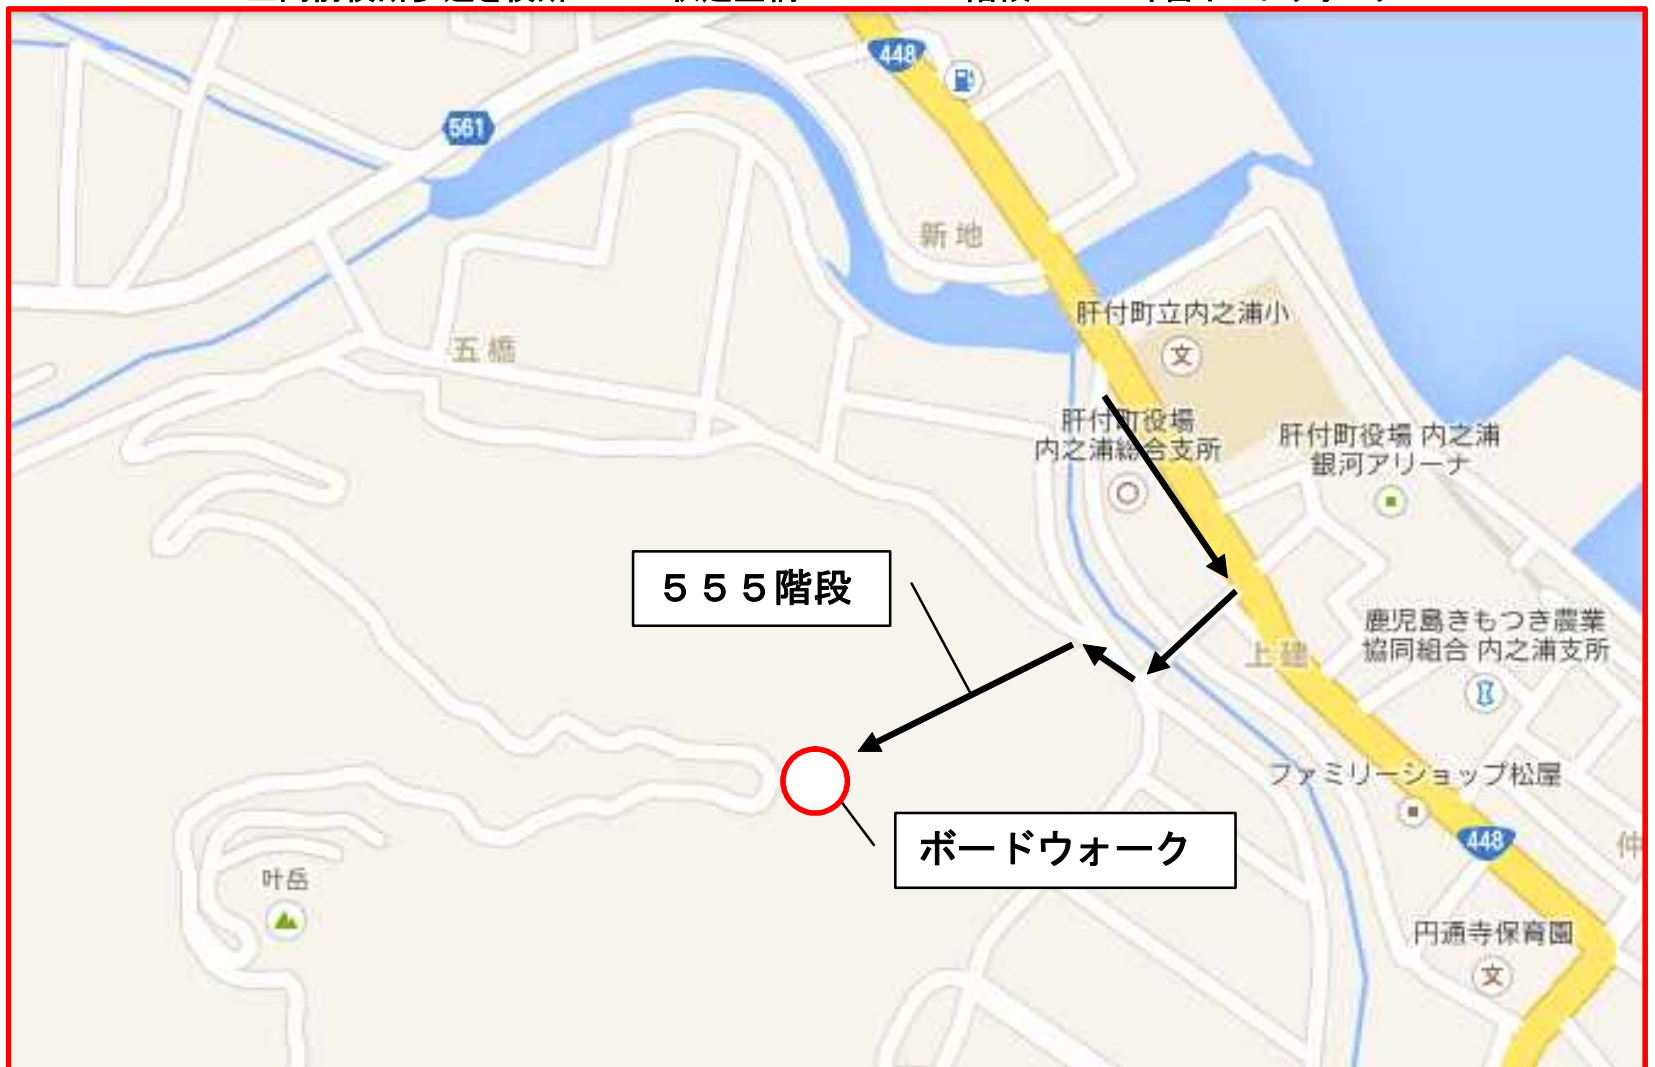 448
561
新地
肝付町立内之浦小
文
五橋
肝付町役場
内之浦総合支所
肝付町役場 内之浦
銀河アリーナ
555階段
鹿児島きもつき農業
協同組合 内之浦支所
上建
ファミリーショップ松屋
ボードウォーク
448
仲
叶岳
円通寺保育園
文